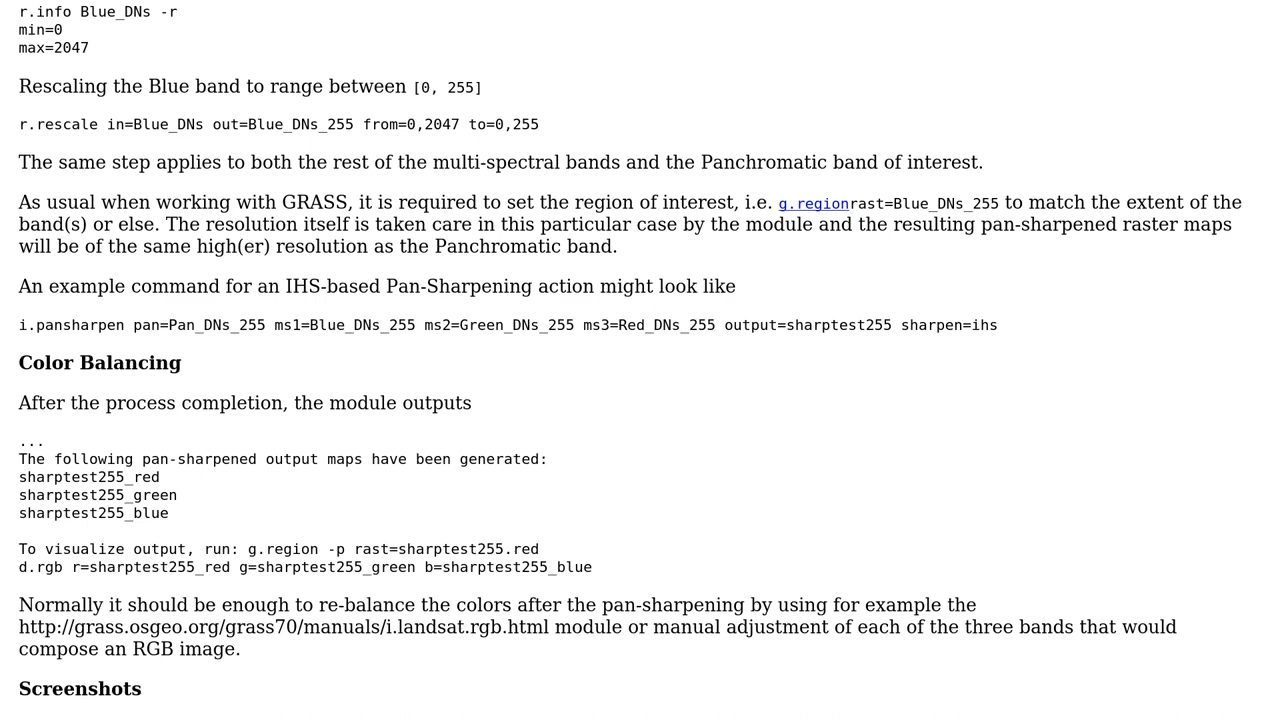 r.info Blue_DNs -r
min=0
max=2047
Rescaling the Blue band to range between [0, 255]
r.rescale in=Blue_DNs out=Blue_DNs_255 from=0,2047 to=0,255
The same step applies to both the rest of the multi-spectral bands and the Panchromatic band of interest.
As usual when working with GRASS, it is required to set the region of interest, i.e. g.regionrast=Blue_DNs_255 to match the extent of the
band(s) or else. The resolution itself is taken care in this particular case by the module and the resulting pan-sharpened raster maps
will be of the same high(er) resolution as the Panchromatic band.
An example command for an IHS-based Pan-Sharpening action might look like
i.pansharpen pan=Pan_DNs_255 ms1=Blue_DNs_255 ms2=Green_DNs_255 ms3=Red_DNs_255 output=sharptest255 sharpen=ihs
Color Balancing
After the process completion, the module outputs
...
The following pan-sharpened output maps have been generated:
sharptest255_red
sharptest255_green
sharptest255_blue
To visualize output, run: g.region -p rast=sharptest255.red
d.rgb r=sharptest255_red g=sharptest255_green b=sharptest255_blue
Normally it should be enough to re-balance the colors after the pan-sharpening by using for example the
http://grass.osgeo.org/grass70/manuals/i.landsat.rgb.html module or manual adjustment of each of the three bands that would
compose an RGB image.
Screenshots